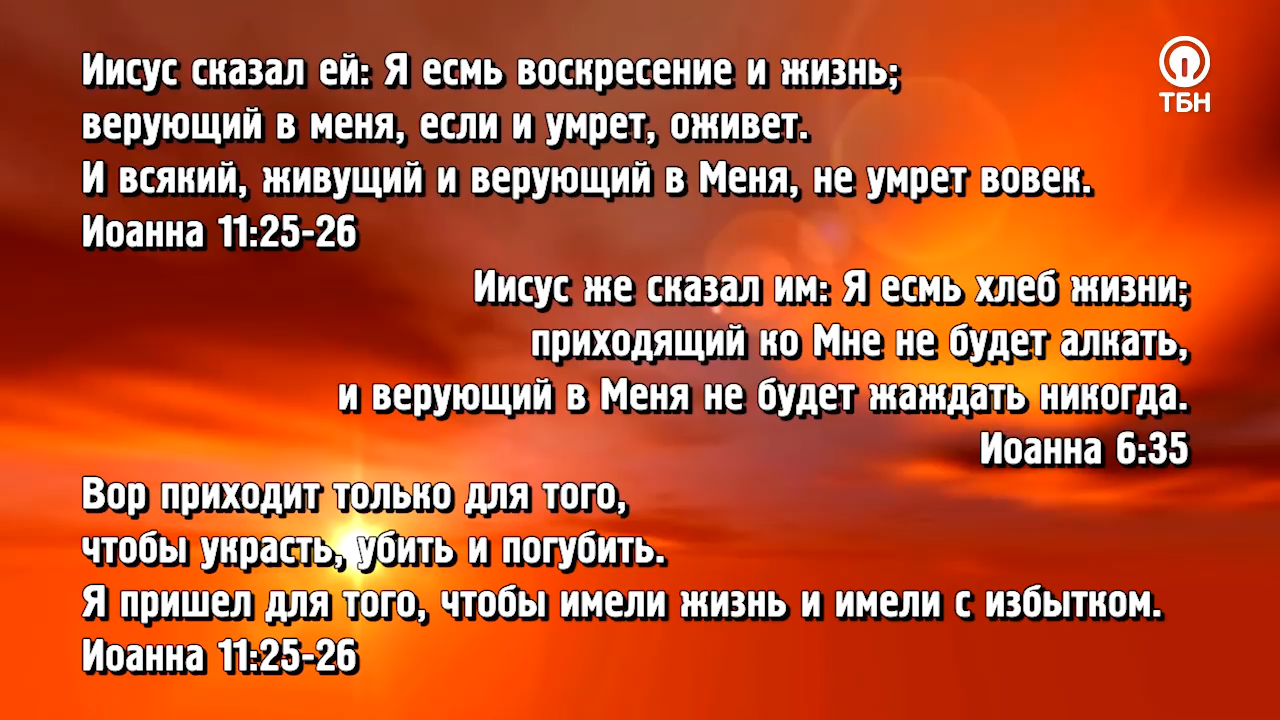 Иисус сказал ей: Я есмь воскресение и жизнь;
верующий в меня, если и умрет, оживет.
И всякий, живущий и верующий в Меня, не умрет вовек.
Иоанна 11:25-26
Иисус же сказал им: Я есмь хлеб жизни;
приходящий ко Мне не будет алкать,
и верующий в Меня не будет жаждать никогда.
Иоанна 6:35
Вор приходит только для того,
чтобы украсть, убить и погубить.
Я пришел для того, чтобы имели жизнь и имели с избытком.
Иоанна 11:25-26
ТБН